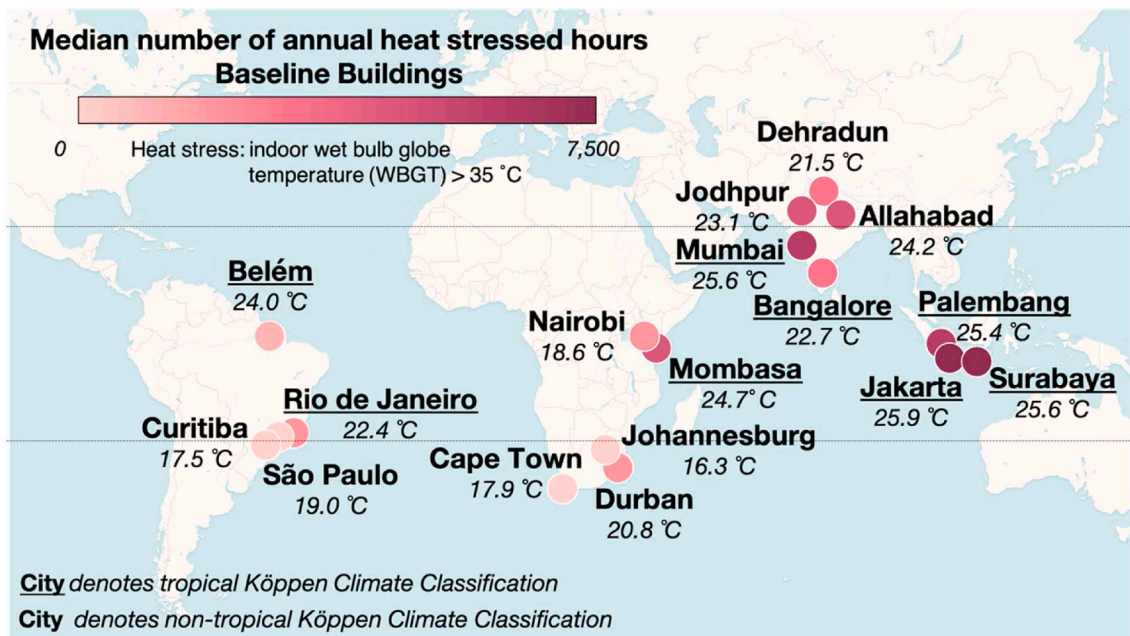 Median number of annual heat stressed hours
Baseline Buildings
0
7,500
Heat stress: indoor wet bulb globe
temperature (WBGT) > 35 °C
Dehradun
21.5 °C
Jodhpur
23.1 °C
Allahabad
24.2 °C
Mumbai
25.6 °C
Bangalore
22.7 °C
Belém
24.0 °C
Nairobi
18.6 °C
Mombasa
24.7° C
Palembang
25.4 °C
Jakarta
25.9 °C
Surabaya
25.6 °C
Rio de Janeiro
22.4 °C
Curitiba
17.5 °C
São Paulo
19.0 °C
Cape Town
17.9 °C
Johannesburg
16.3 °C
Durban
20.8 °C
City denotes tropical Köppen Climate Classification
City denotes non-tropical Köppen Climate Classification